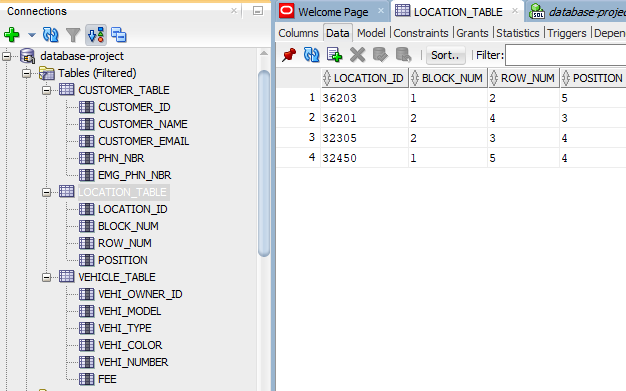 Connections
database-project
Tables (Filtered)
CUSTOMER_TABLE
CUSTOMER_ID
CUSTOMER_NAME
CUSTOMER_EMAIL
PHN_NBR
EMG_PHN_NBR
LOCATION_TABLE
LOCATION_ID
BLOCK_NUM
ROW_NUM
POSITION
VEHICLE_TABLE
VEHI_OWNER_ID
VEHI_MODEL
VEHI_TYPE
VEHI_COLOR
VEHI_NUMBER
FEE
Welcome Page LOCATION_TABLE SQL database-proj
Columns Data Model Constraints Grants Statistics Triggers Depen
Sort.. Filter:
LOCATION_ID BLOCK_NUM ROW_NUM POSITION
1 36203 1 2 5
2 36201 2 4 3
3 32305 2 3 4
4 32450 1 5 4